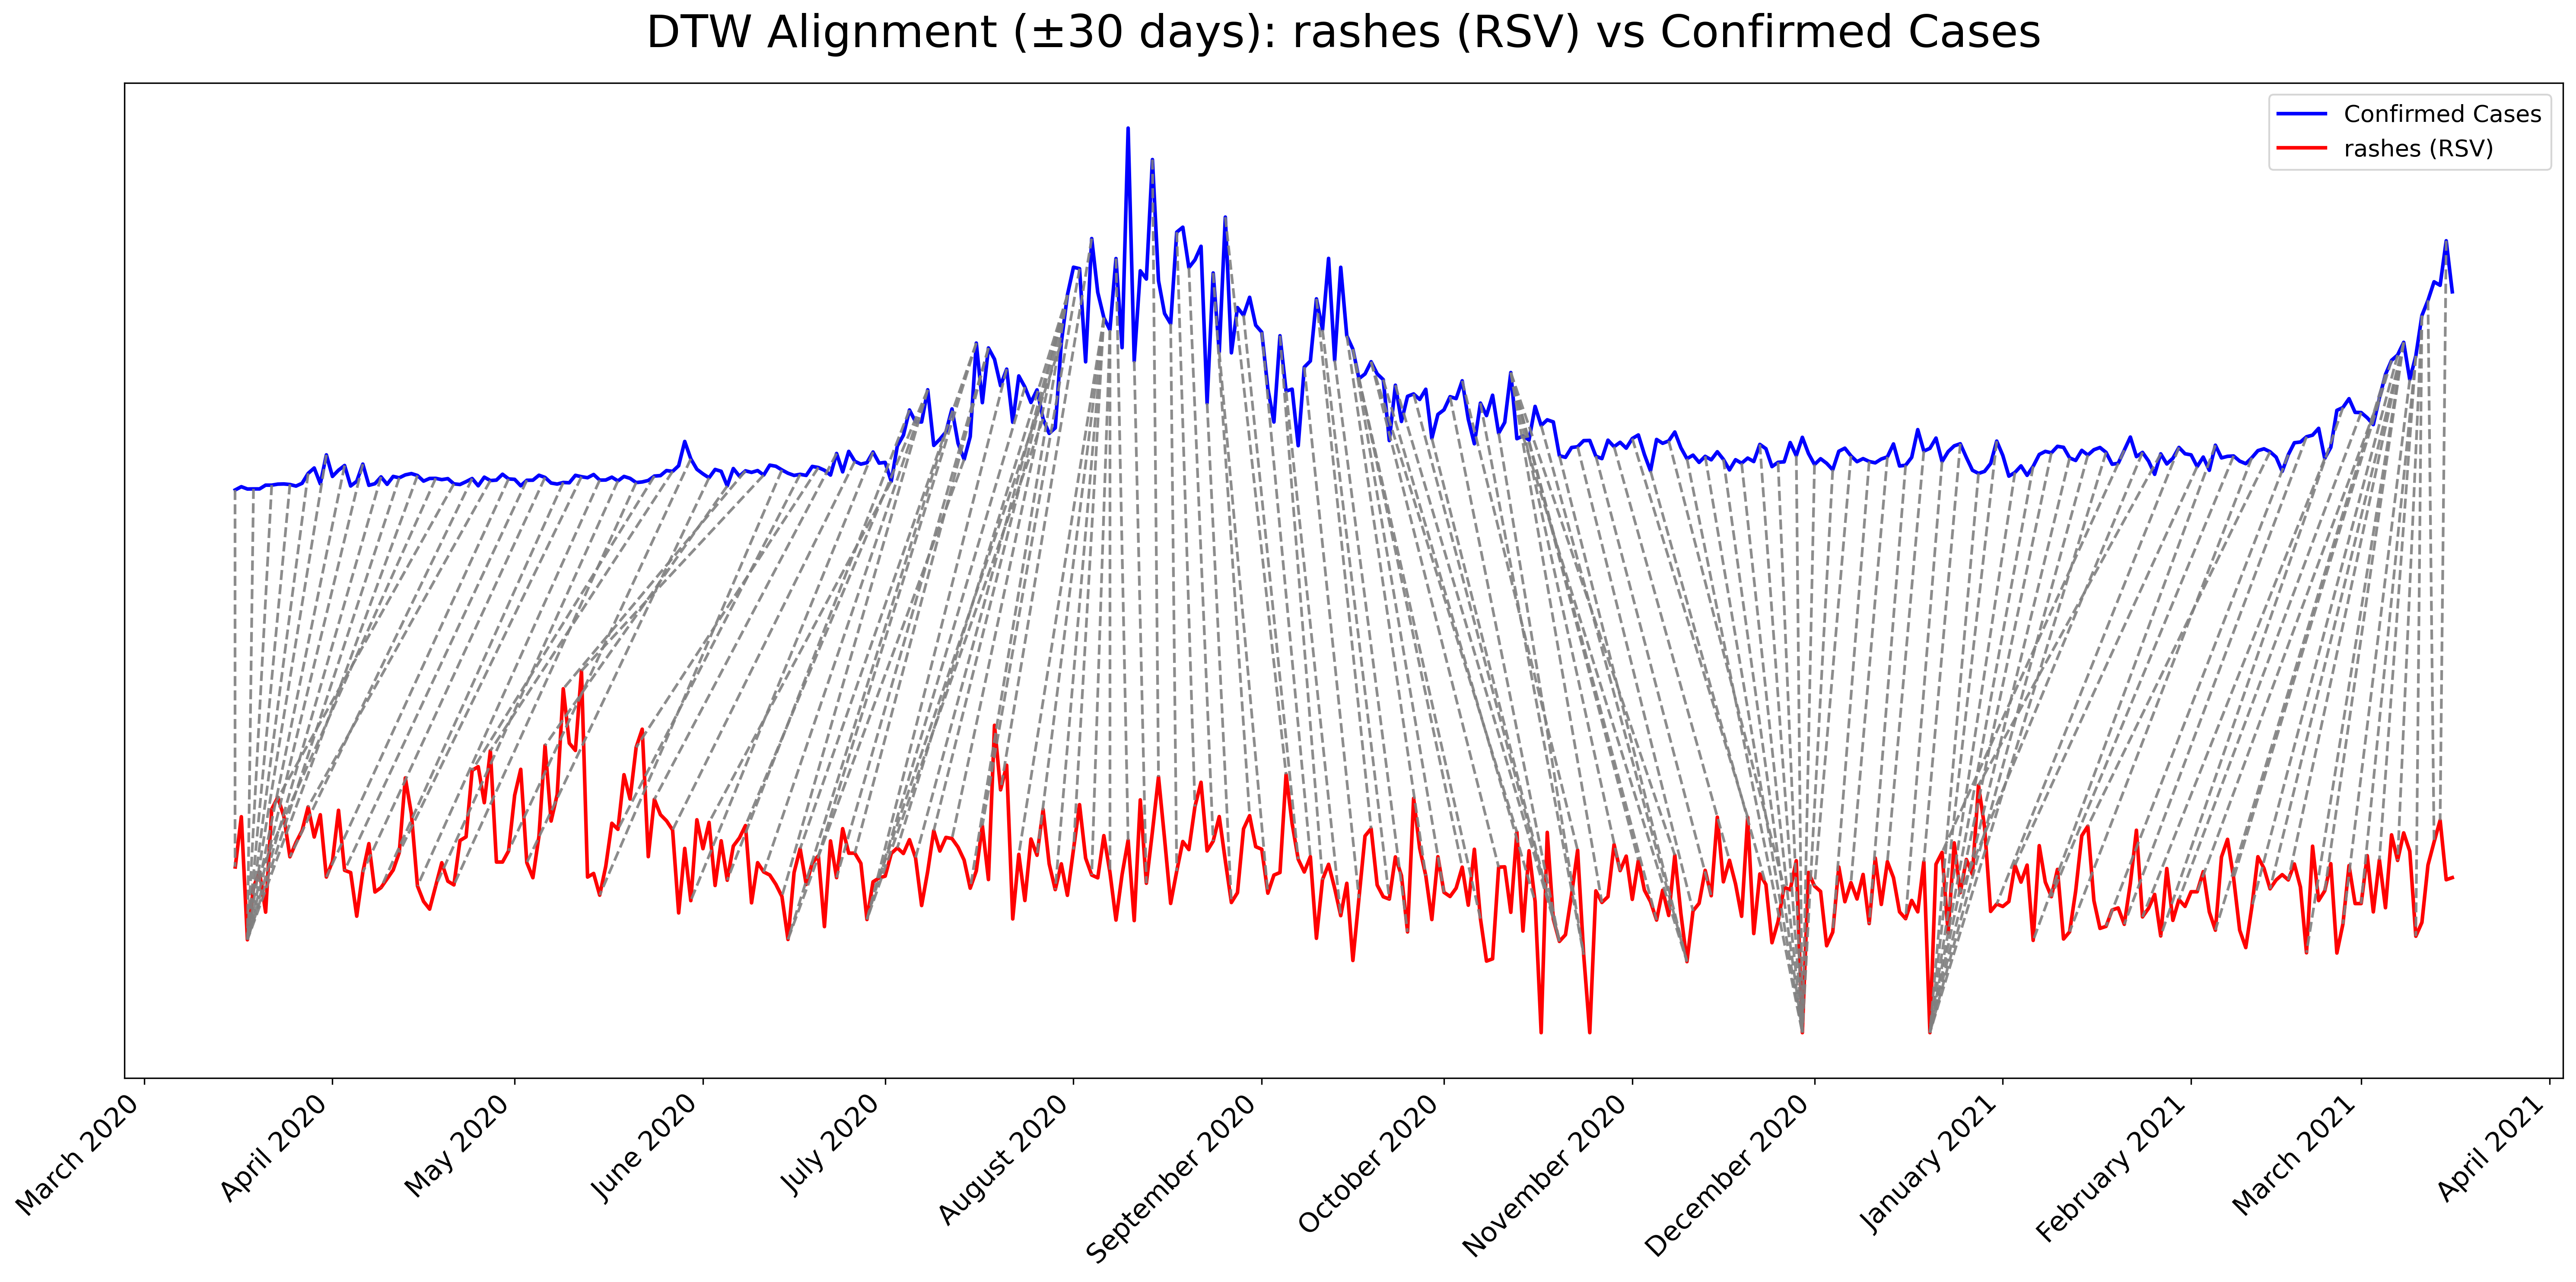 DTW Alignment (±30 days): rashes (RSV) vs Confirmed Cases
Confirmed Cases
rashes (RSV)
March 2020
April 2020
May 2020
June 2020
July 2020
August 2020
September 2020
October 2020
November 2020
December 2020
January 2021
February 2021
March 2021
April 2021